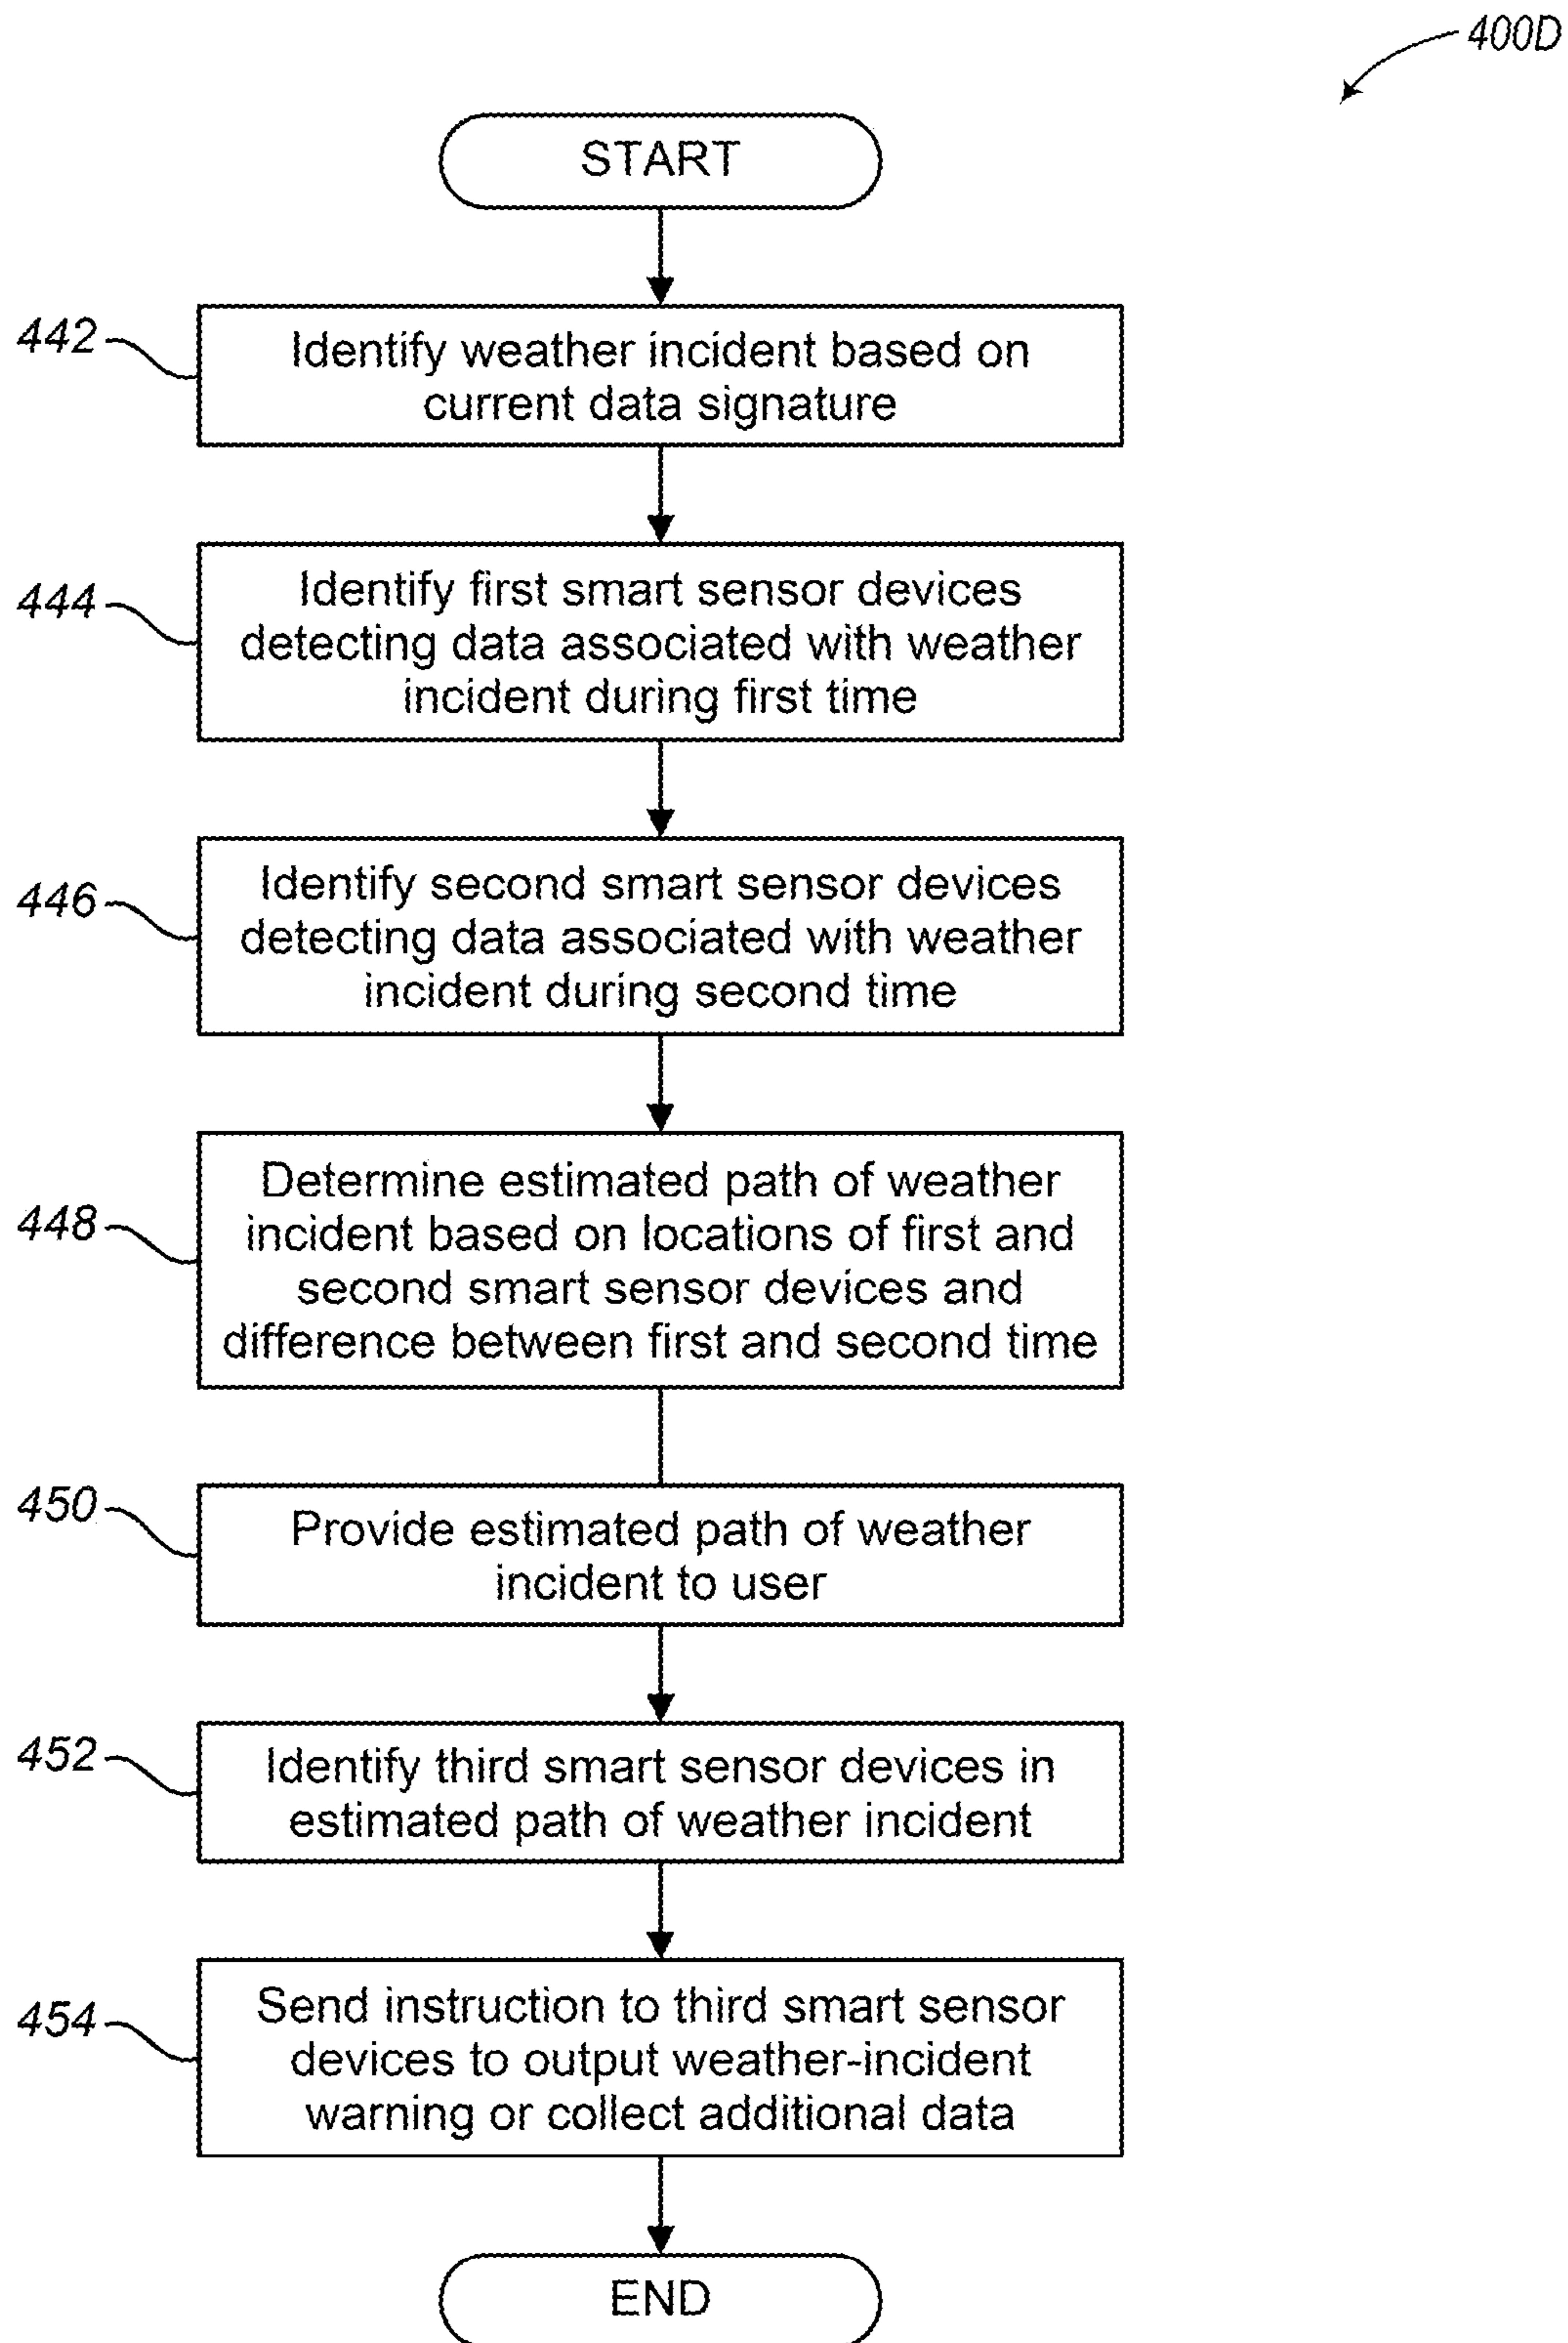 400D
START
442
Identify weather incident based on
current data signature
444
Identify first smart sensor devices
detecting data associated with weather
incident during first time
446
Identify second smart sensor devices
detecting data associated with weather
incident during second time
448
Determine estimated path of weather
incident based on locations of first and
second smart sensor devices and
difference between first and second time
450
Provide estimated path of weather
incident to user
452
Identify third smart sensor devices in
estimated path of weather incident
454
Send instruction to third smart sensor
devices to output weather-incident
warning or collect additional data
END